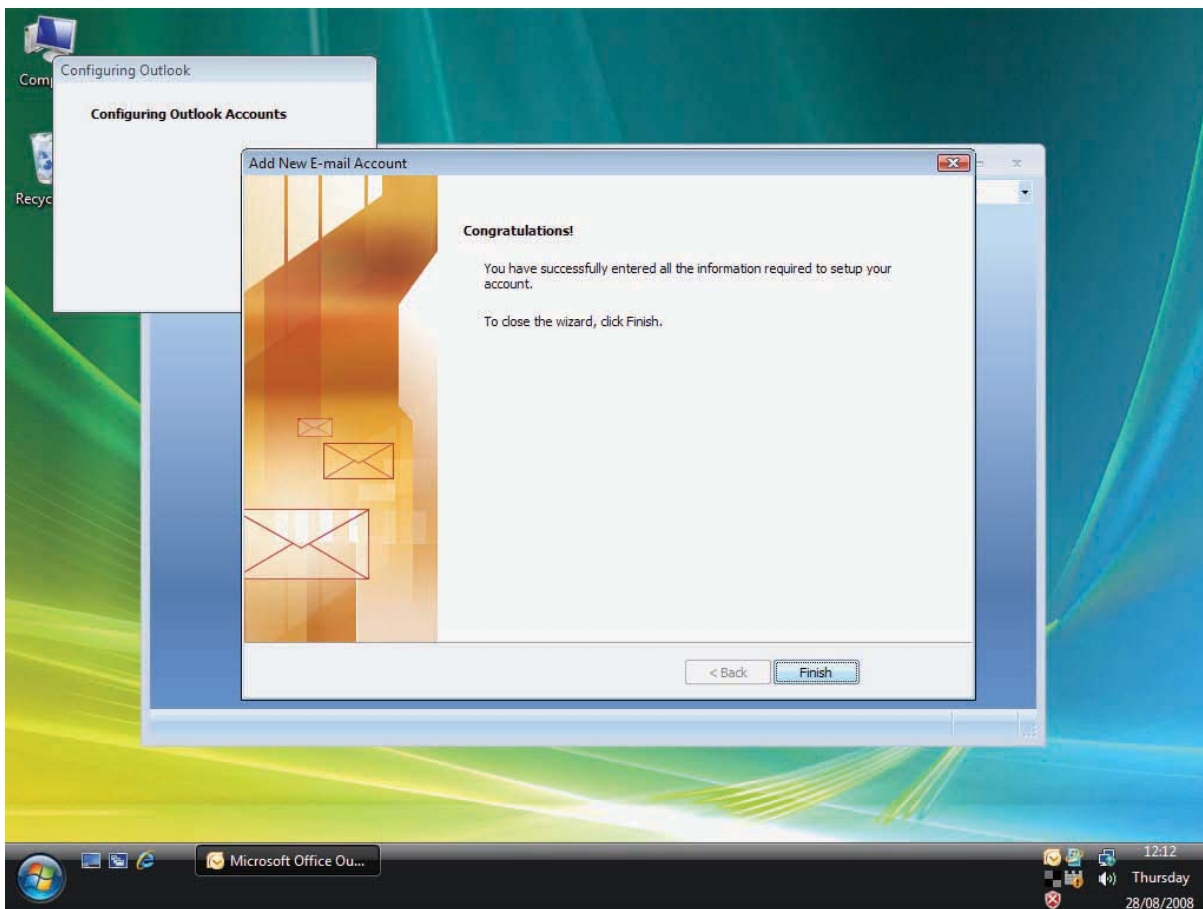 Configuring Outlook
Configuring Outlook Accounts
Add New E-mail Account
Congratulations!
You have successfully entered all the information required to setup your
account.
To close the wizard, click Finish.
< Back
Finish
Microsoft Office Ou...
12:12
Thursday
28/08/2008